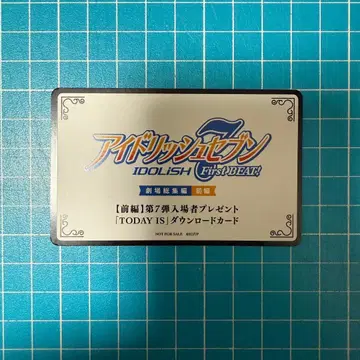 アイドリッシュセブン
IDOLiSH 7 First BEAT!
劇場総集編 前編
【前編】第7弾入場者プレゼント
「TODAY IS」ダウンロードカード
NOT FOR SALE